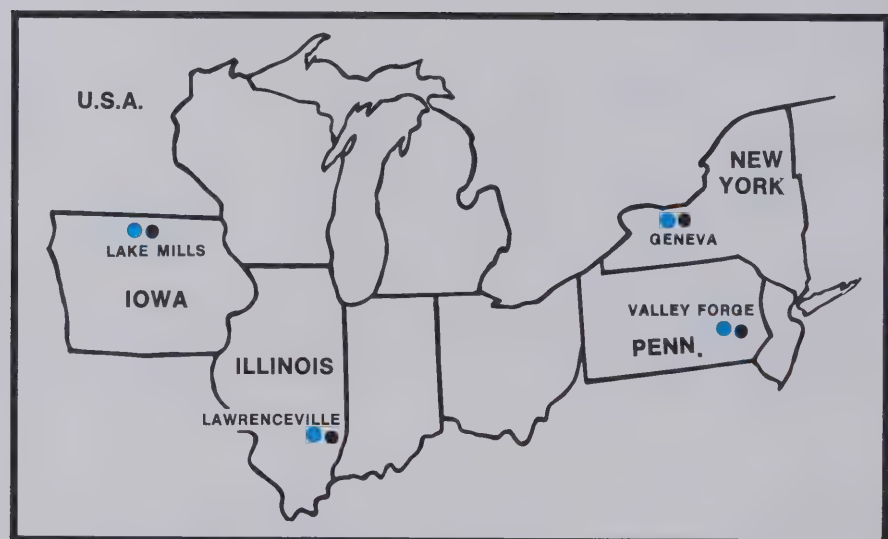 U.S.A.
NEW
YORK
LAKE MILLS
GENEVA
IOWA
VALLEY FORGE
PENN.
ILLINOIS
LAWRENCEVILLE